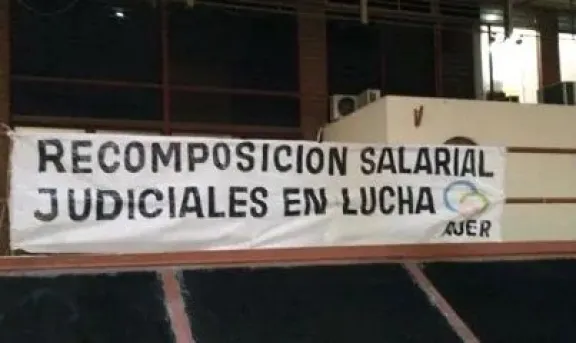 RECOMPOSICION SALARIAL
JUDICIALES EN LUCHA
AJER